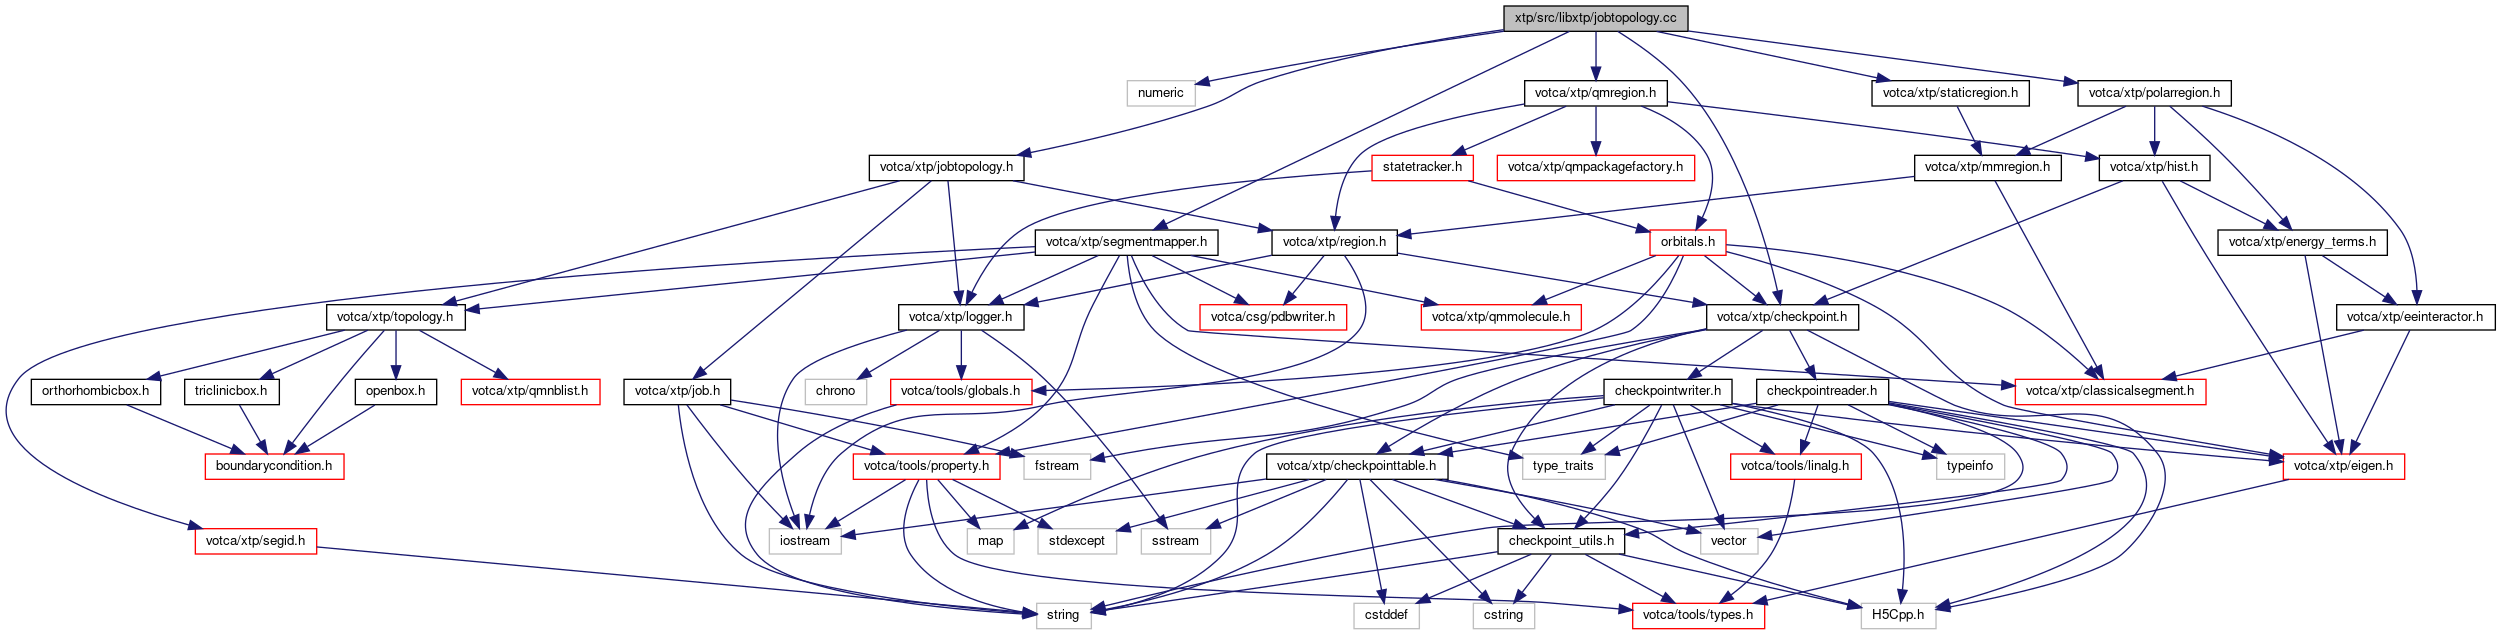 xtp/src/libxtp/jobtopology.cc
numeric
votca/xtp/qmregion.h
votca/xtp/staticregion.h
votca/xtp/polarregion.h
votca/xtp/jobtopology.h
statetracker.h
votca/xtp/qmpackagefactory.h
votca/xtp/mmregion.h
votca/xtp/hist.h
votca/xtp/segmentmapper.h
votca/xtp/region.h
orbitals.h
votca/xtp/energy_terms.h
votca/xtp/topology.h
votca/xtp/logger.h
votca/csg/pdbwriter.h
votca/xtp/qmmolecule.h
votca/xtp/checkpoint.h
votca/xtp/eeinteractor.h
orthorhombicbox.h
triclinicbox.h
openbox.h
votca/xtp/qmnblist.h
votca/xtp/job.h
chrono
votca/tools/globals.h
checkpointwriter.h
checkpointreader.h
votca/xtp/classicalsegment.h
boundarycondition.h
votca/tools/property.h
fstream
votca/xtp/checkpointtable.h
type_traits
votca/tools/linalg.h
typeinfo
votca/xtp/eigen.h
votca/xtp/segid.h
iostream
map
stdexcept
sstream
checkpoint_utils.h
vector
string
cstddef
cstring
votca/tools/types.h
H5Cpp.h